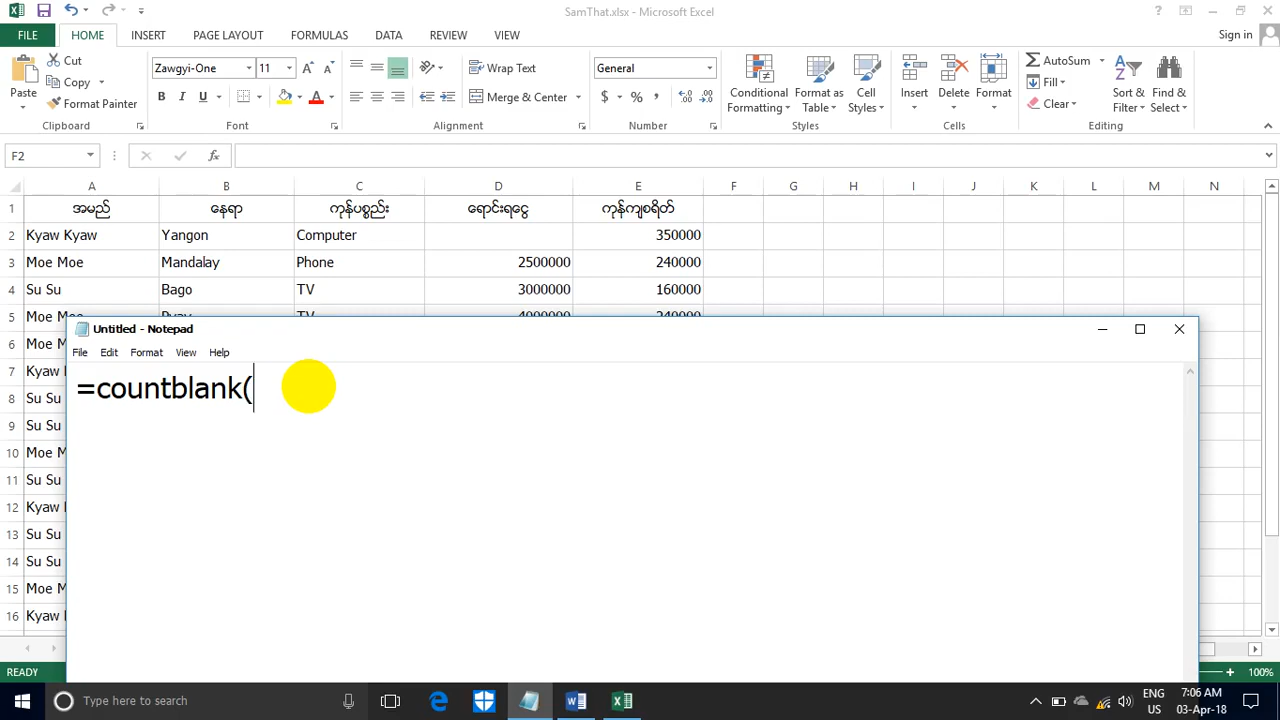 SamThat.xlsx - Microsoft Excel
? Sign in
FILE HOME INSERT PAGE LAYOUT FORMULAS DATA REVIEW VIEW
Paste Cut Copy Format Painter
Clipboard
Zawgyi-One 11
B I U A
Font
Wrap Text
Merge & Center
Alignment
General
$ % ,
Number
Conditional Formatting Format as Table Cell Styles
Styles
Insert Delete Format
Cells
AutoSum Fill Clear Sort & Filter Find & Select
Editing
F2 fx
A B C D E F G H I J K L M N
1 အမည် နေရာ ကုန်ပစ္စည်း ရောင်းရငွေ ကုန်ကျစရိတ်
2 Kyaw Kyaw Yangon Computer 350000
3 Moe Moe Mandalay Phone 2500000 240000
4 Su Su Bago TV 3000000 160000
5 Moe Moe Pyay TV 4000000 240000
Untitled - Notepad
File Edit Format View Help
=countblank(
6 Moe M
7 Kyaw
8 Su Su
9 Su Su
10 Moe M
11 Su Su
12 Kyaw
13 Su Su
14 Su Su
15 Moe M
16 Kyaw
READY 100%
Type here to search
ENG US
7:06 AM
03-Apr-18